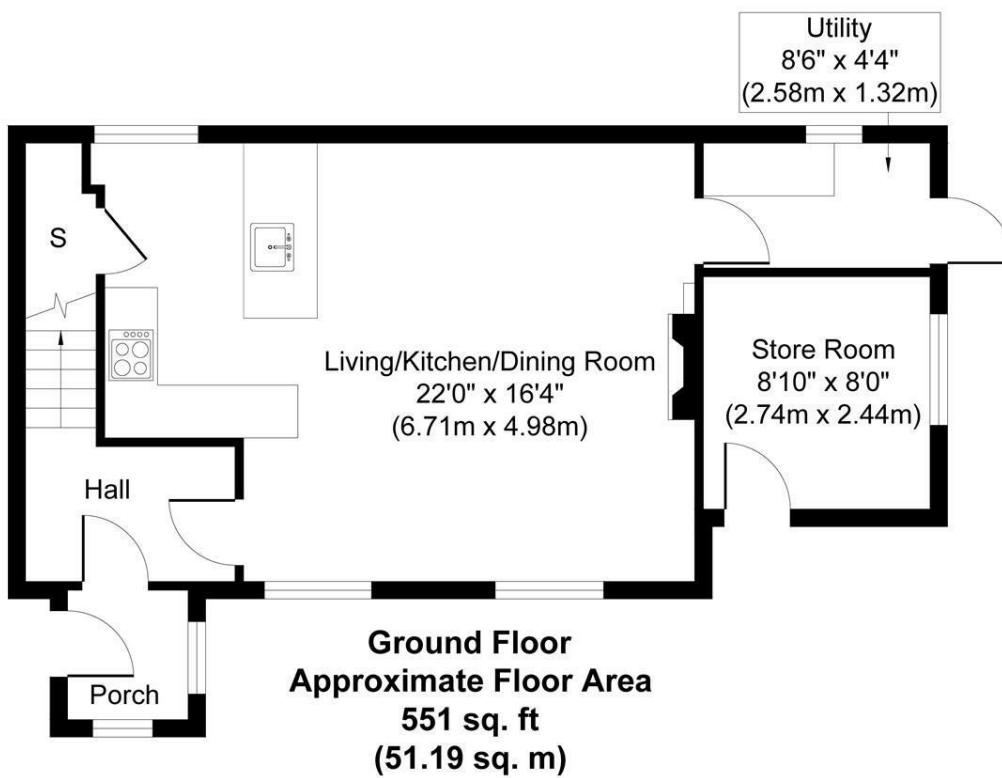 Utility
8'6" x 4'4"
(2.58m x 1.32m)
S
Living/Kitchen/Dining Room
22'0" x 16'4"
(6.71m x 4.98m)
Store Room
8'10" x 8'0"
(2.74m x 2.44m)
Hall
Porch
Ground Floor
Approximate Floor Area
551 sq. ft
(51.19 sq. m)